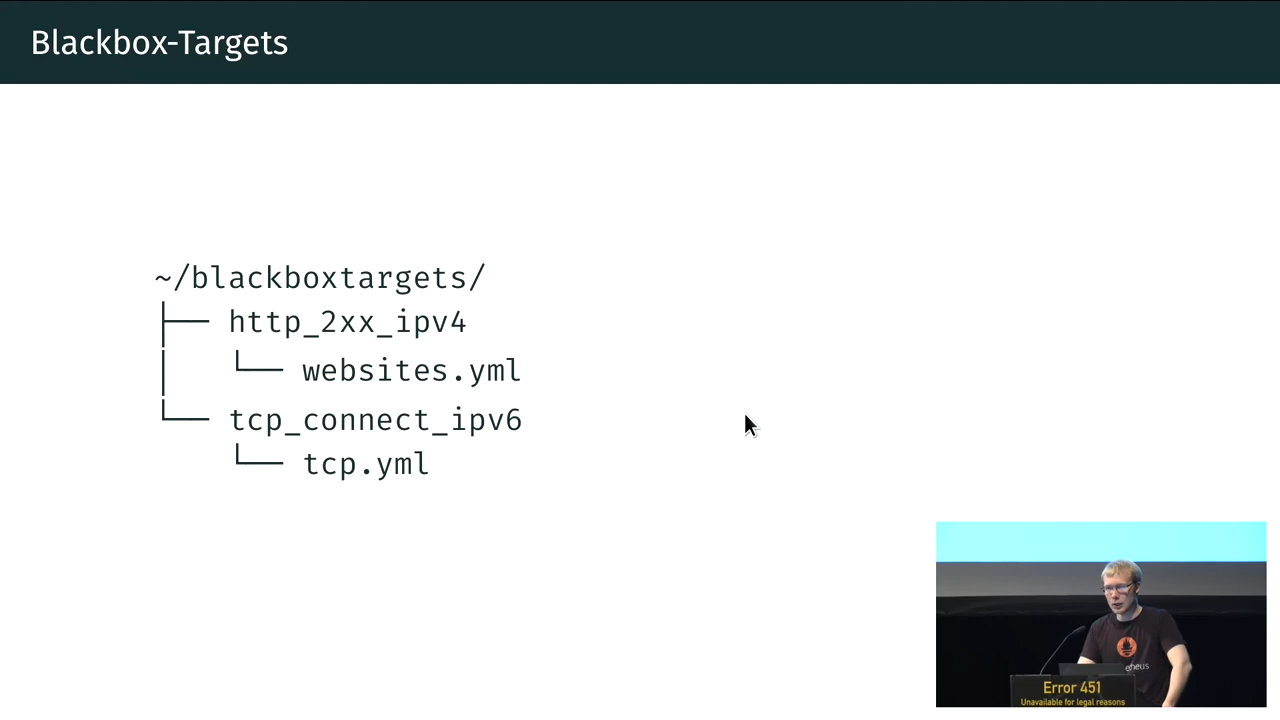 Blackbox-Targets
~/blackboxtargets/
├── http_2xx_ipv4
│   └── websites.yml
└── tcp_connect_ipv6
    └── tcp.yml
Error 451
Unavailable for legal reasons